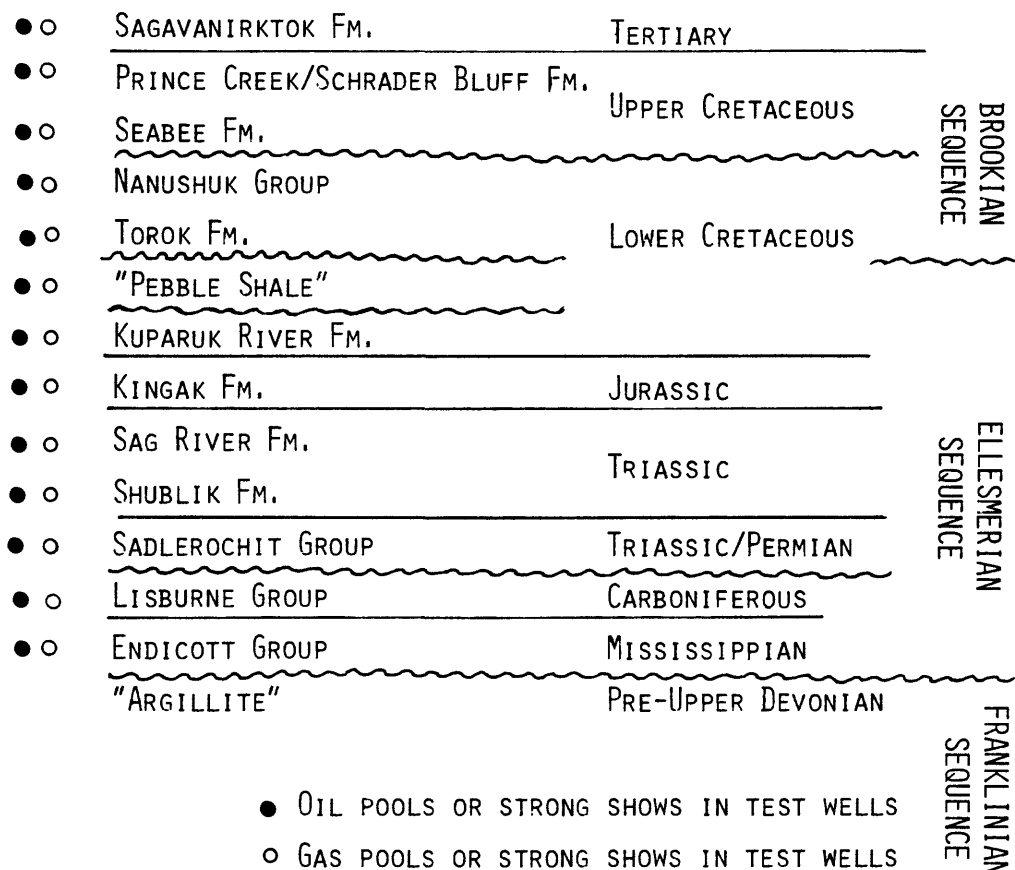 ● ○ SAGAVANIRKTOK FM. TERTIARY
● ○ PRINCE CREEK/SCHRADER BLUFF FM.
UPPER CRETACEOUS
● ○ SEABEE FM.
● ○ NANUSHUK GROUP
● ○ TOROK FM. LOWER CRETACEOUS
● ○ "PEBBLE SHALE"
● ○ KUPARUK RIVER FM.
● ○ KINGAK FM. JURASSIC
● ○ SAG RIVER FM.
TRIASSIC
● ○ SHUBLIK FM.
● ○ SADLEROCHIT GROUP TRIASSIC/PERMIAN
● ○ LISBURNE GROUP CARBONIFEROUS
● ○ ENDICOTT GROUP MISSISSIPPIAN
"ARGILLITE" PRE-UPPER DEVONIAN
BROOKIAN
SEQUENCE
ELLESMERIAN
SEQUENCE
FRANKLINIAN
SEQUENCE
● OIL POOLS OR STRONG SHOWS IN TEST WELLS
○ GAS POOLS OR STRONG SHOWS IN TEST WELLS